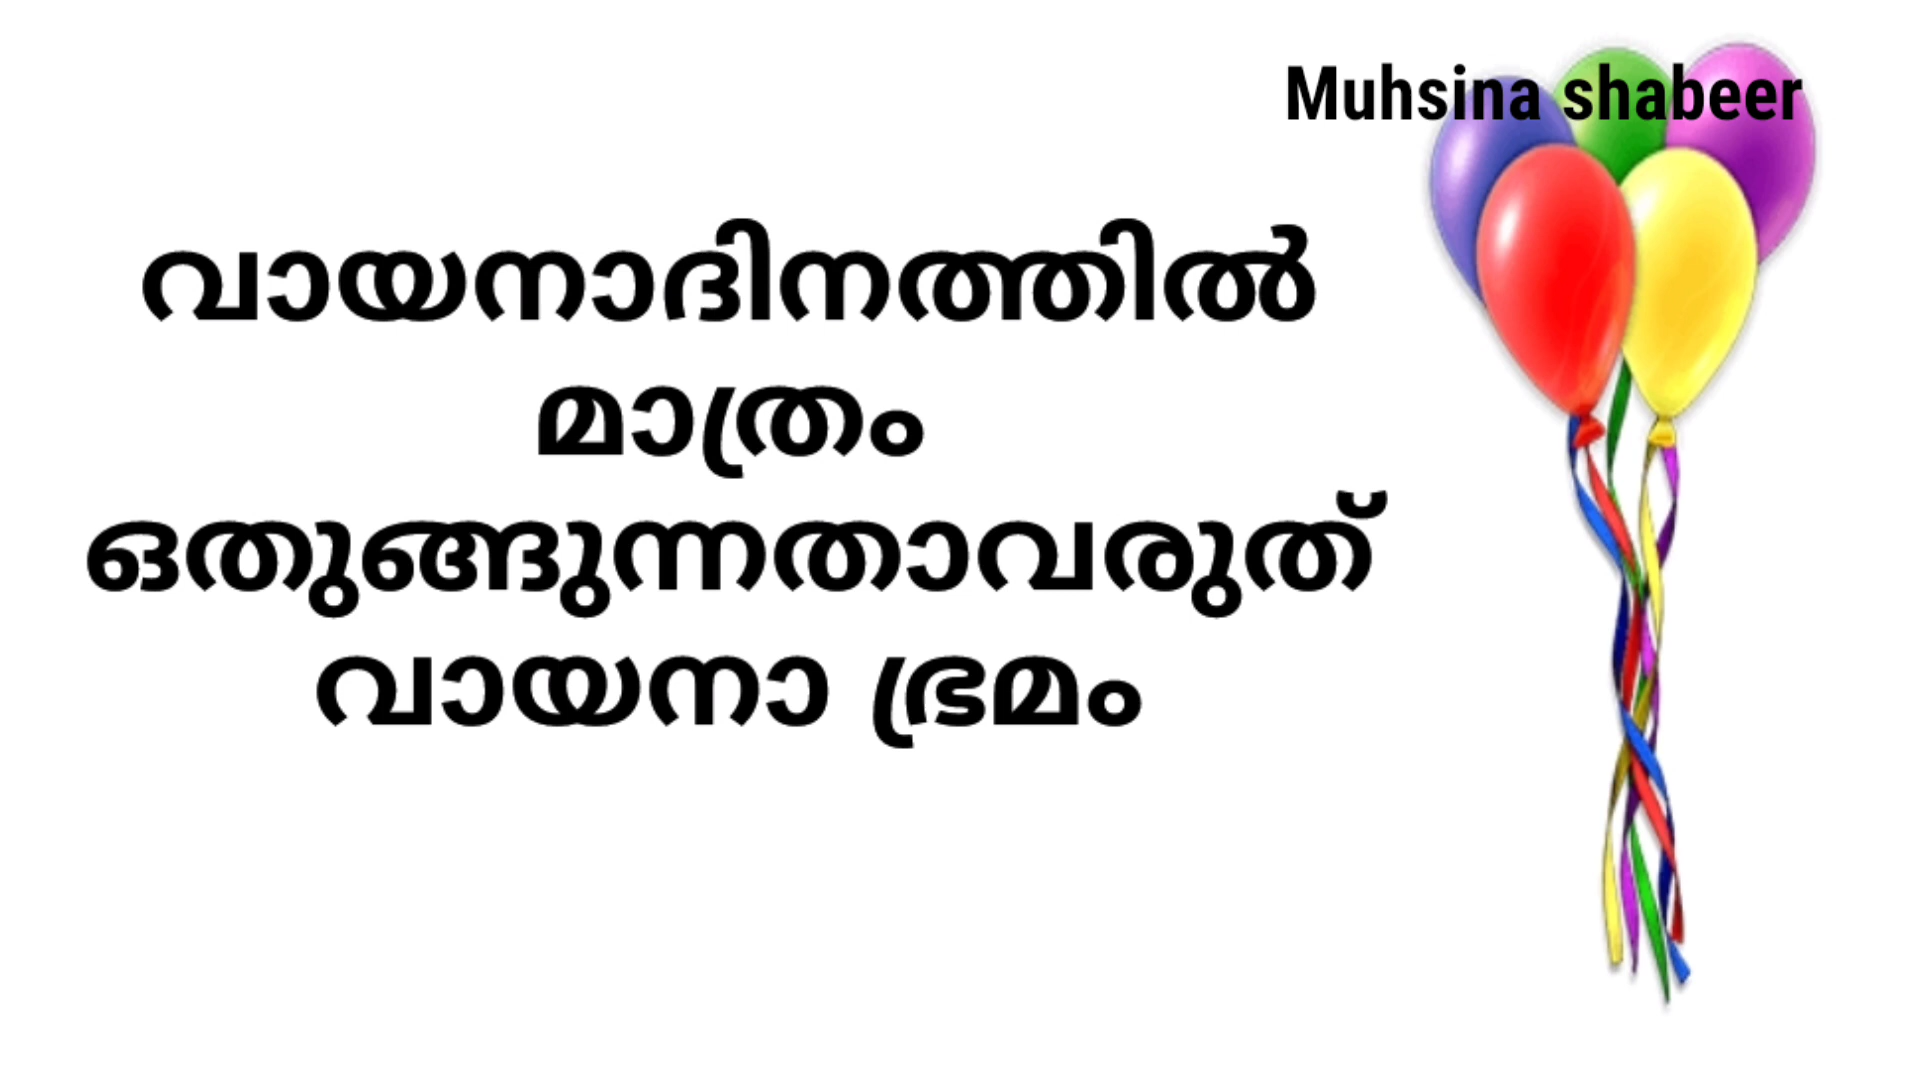 Muhsina shabeer
വായനാദിനത്തിൽ
മാത്രം
ഒതുങ്ങുന്നതാവരുത്
വായനാ ഭ്രമം